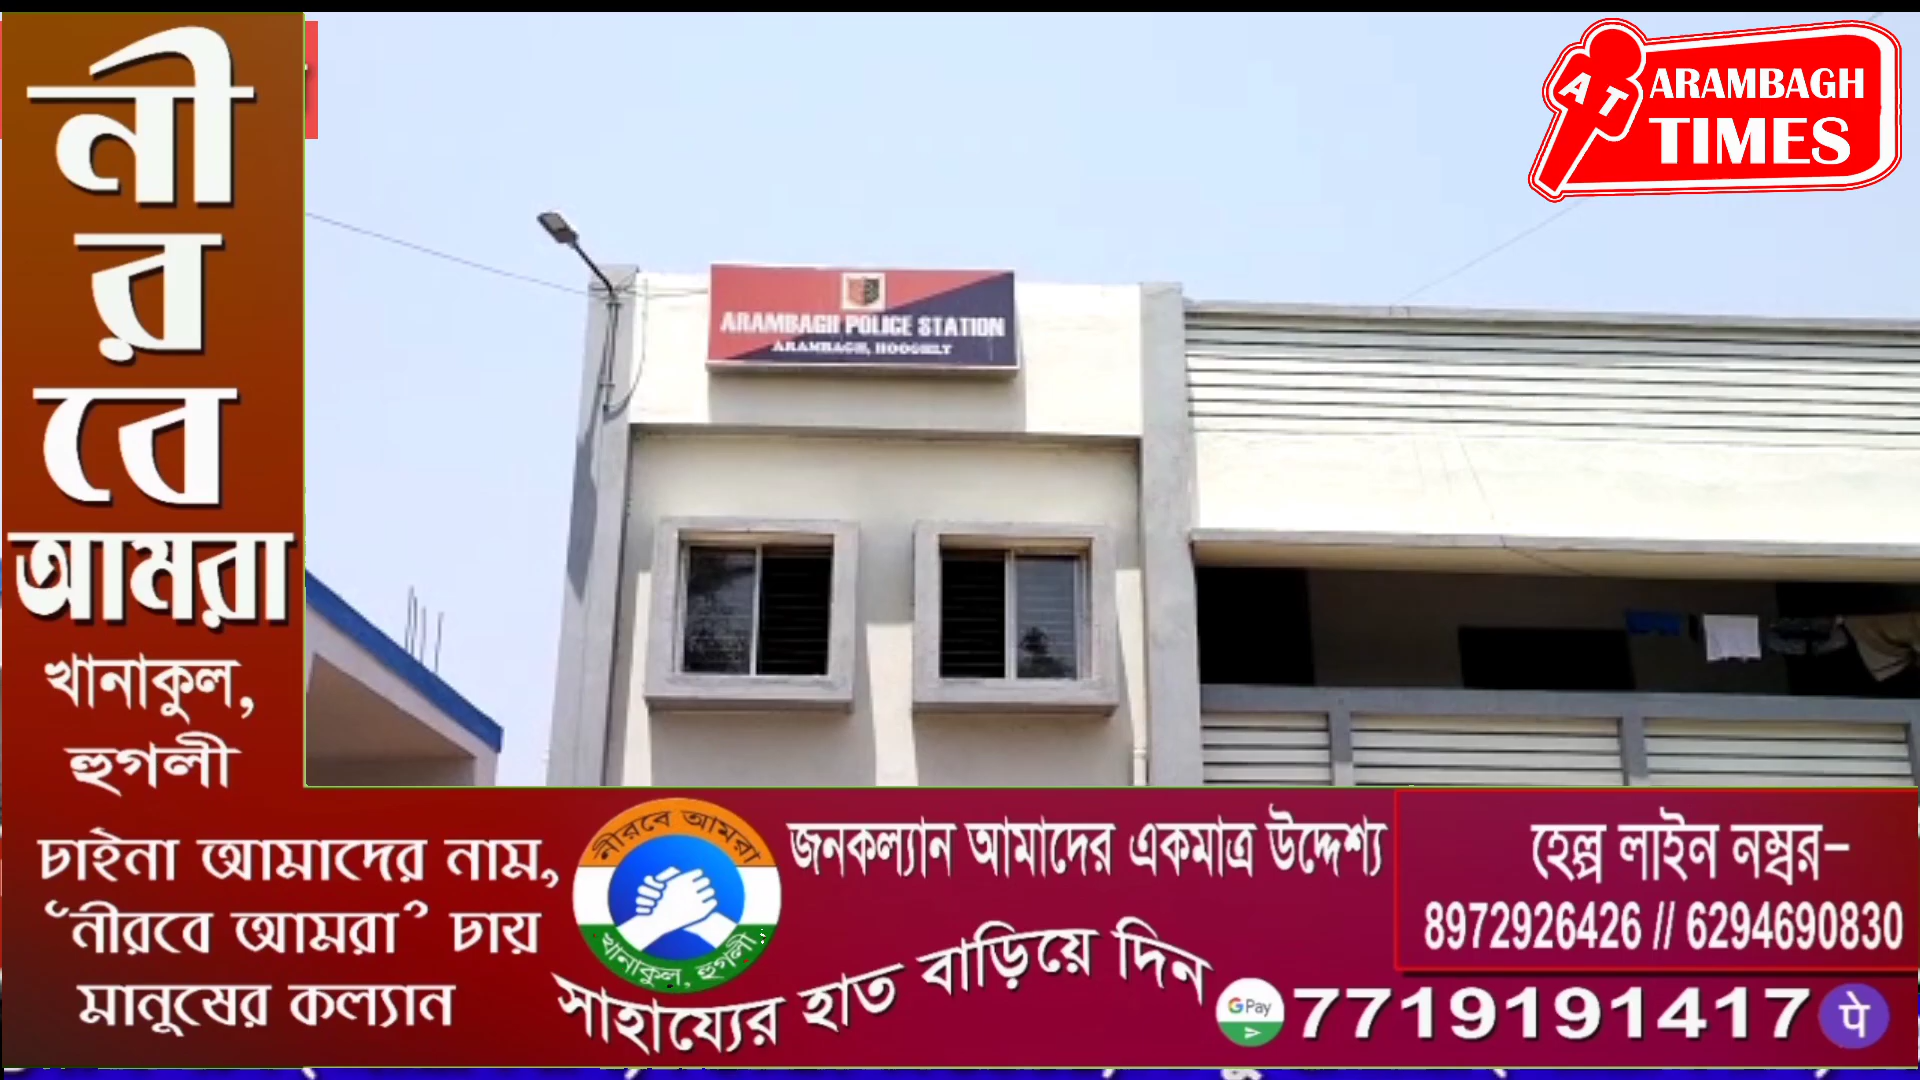 নী
র
বে
আমরা
খানাকুল,
হুগলী
চাইনা আমাদের নাম,
‘নীরবে আমরা’ চায়
মানুষের কল্যান
AT
ARAMBAGH
TIMES
ARAMBAGH POLICE STATION
ARAMBAGH, HOOGHLY
নীরবে আমরা
খানাকুল, হুগলী
জনকল্যান আমাদের একমাত্র উদ্দেশ্য
সাহায্যের হাত বাড়িয়ে দিন
হেল্প লাইন নম্বর–
8972926426 // 6294690830
G Pay
7719191417
पे